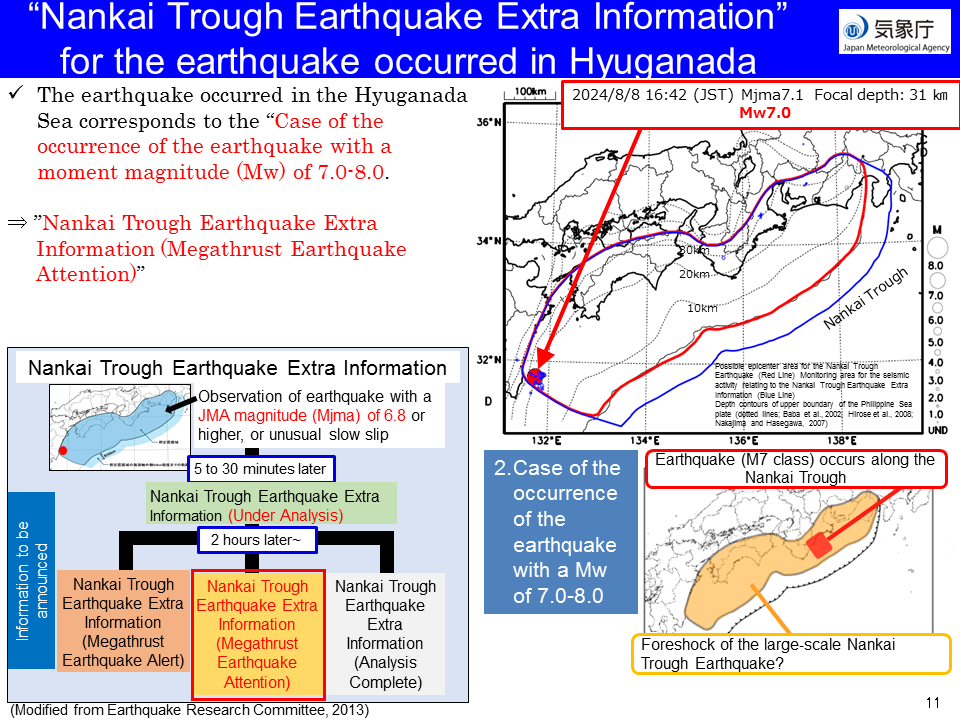 “Nankai Trough Earthquake Extra Information”
for the earthquake occurred in Hyuganada
気象庁
Japan Meteorological Agency
✓ The earthquake occurred in the Hyuganada
Sea corresponds to the “Case of the
occurrence of the earthquake with a
moment magnitude (Mw) of 7.0-8.0.
⇒ ”Nankai Trough Earthquake Extra
Information (Megathrust Earthquake
Attention)”
100km
2024/8/8 16:42 (JST) Mjma7.1 Focal depth: 31 ㎞
Mw7.0
36°N
34°N
32°N
D
D
30km
20km
10km
Nankai Trough
M
8.0
7.0
6.0
5.0
4.0
3.0
2.0
1.0
UND
Possible epicenter area for the Nankai Trough
Earthquake (Red Line) Monitoring area for the seismic
activity relating to the Nankai Trough Earthquake Extra
Information (Blue Line)
Depth contours of upper boundary of the Philippine Sea
plate (dotted lines; Baba et al., 2002; Hirose et al., 2008;
Nakajima and Hasegawa, 2007)
132°E
134°E
136°E
138°E
Nankai Trough Earthquake Extra Information
Observation of earthquake with a
JMA magnitude (Mjma) of 6.8 or
higher, or unusual slow slip
5 to 30 minutes later
Nankai Trough Earthquake Extra
Information (Under Analysis)
2 hours later~
Information to be
announced
Nankai Trough
Earthquake Extra
Information
(Megathrust
Earthquake Alert)
Nankai Trough
Earthquake Extra
Information
(Megathrust
Earthquake
Attention)
Nankai Trough
Earthquake
Extra
Information
(Analysis
Complete)
(Modified from Earthquake Research Committee, 2013)
2.Case of the
occurrence
of the
earthquake
with a Mw
of 7.0-8.0
Earthquake (M7 class) occurs along the
Nankai Trough
Foreshock of the large-scale Nankai
Trough Earthquake?
11